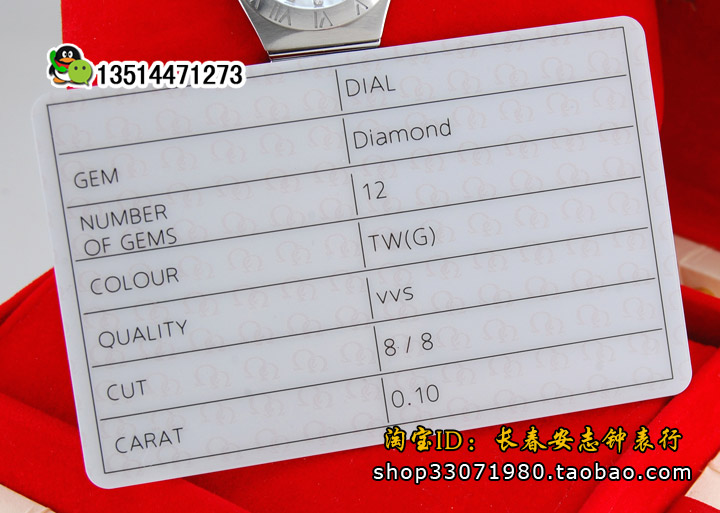 13514471273
DIAL
GEM Diamond
NUMBER
OF GEMS 12
COLOUR TW(G)
QUALITY vvs
CUT 8 / 8
CARAT 0.10
淘宝ID：长春安志钟表行
shop33071980.taobao.com